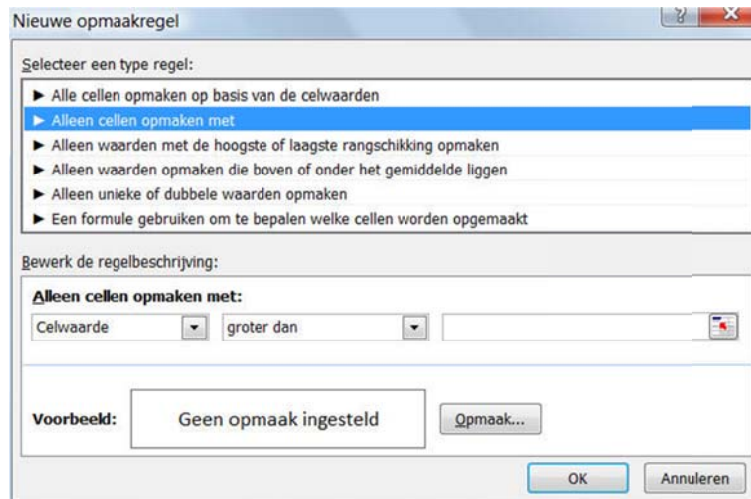 Nieuwe opmaakregel
Selecteer een type regel:
► Alle cellen opmaken op basis van de celwaarden
► Alleen cellen opmaken met
► Alleen waarden met de hoogste of laagste rangschikking opmaken
► Alleen waarden opmaken die boven of onder het gemiddelde liggen
► Alleen unieke of dubbele waarden opmaken
► Een formule gebruiken om te bepalen welke cellen worden opgemaakt
Bewerk de regelbeschrijving:
Alleen cellen opmaken met:
Celwaarde groter dan
Voorbeeld: Geen opmaak ingesteld Opmaak...
OK Annuleren